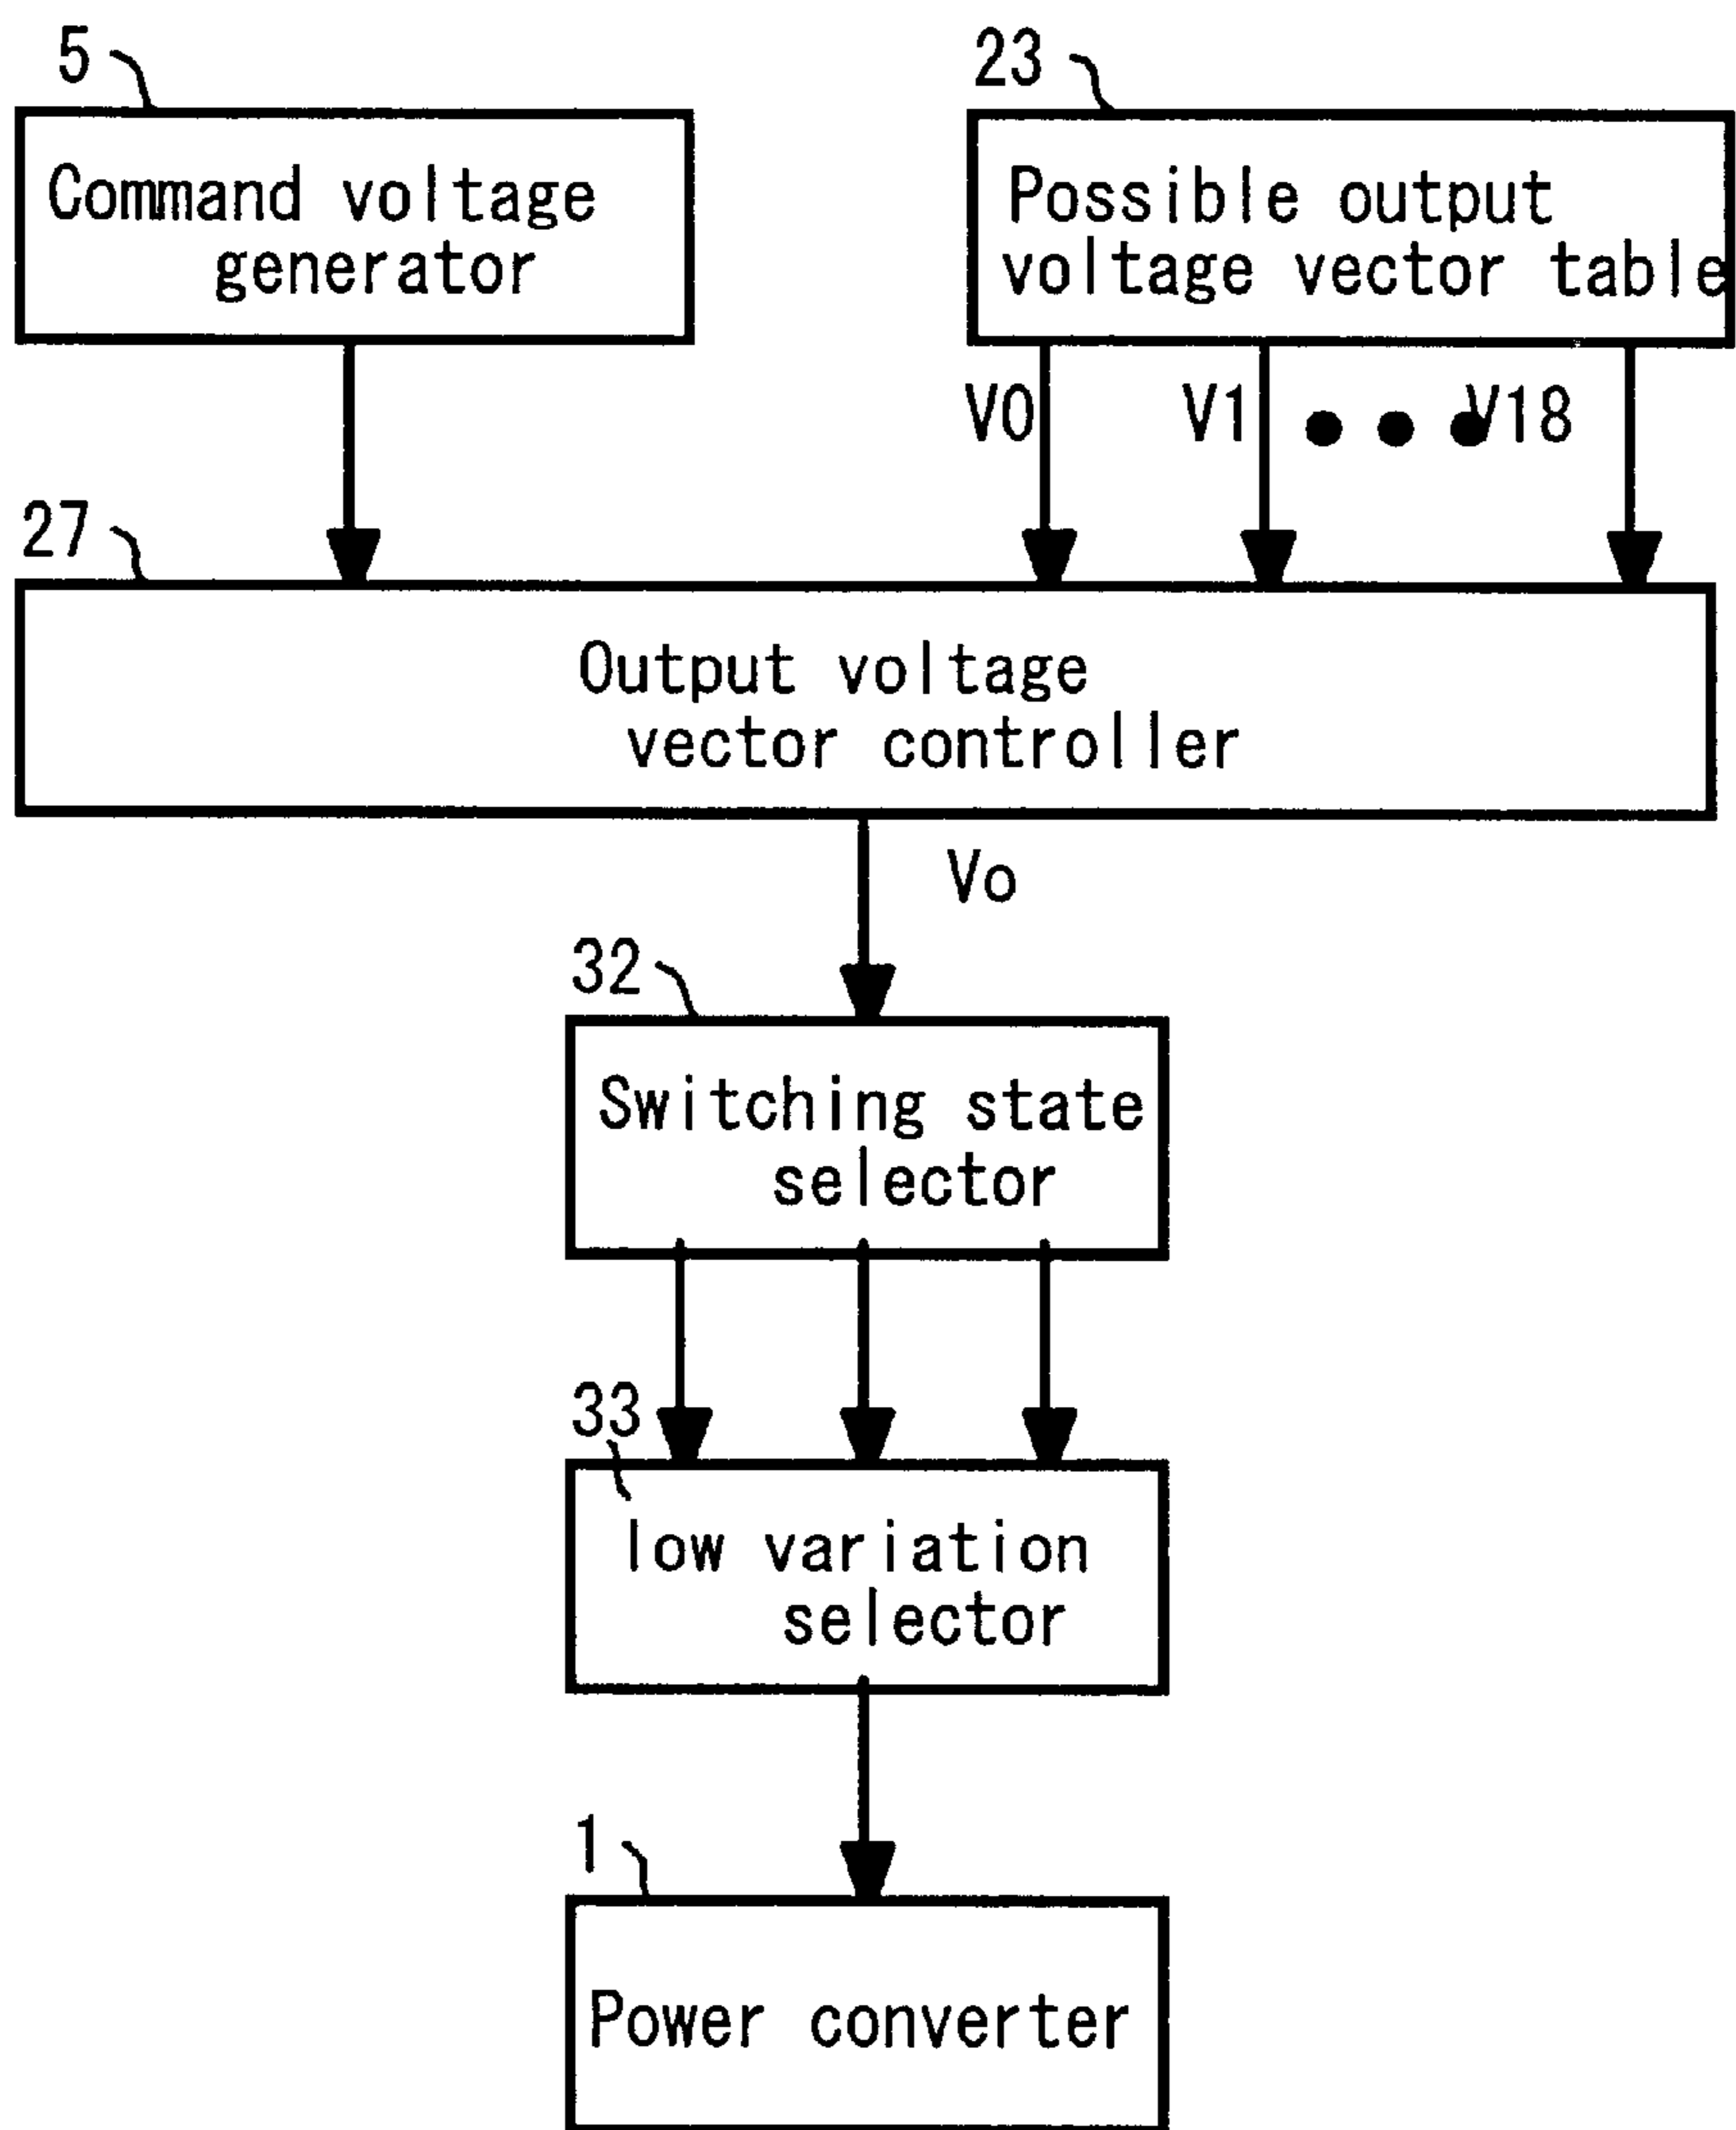 5
Command voltage
generator
23
Possible output
voltage vector table
V0
V1
V18
27
Output voltage
vector controller
Vo
32
Switching state
selector
33
low variation
selector
1
Power converter